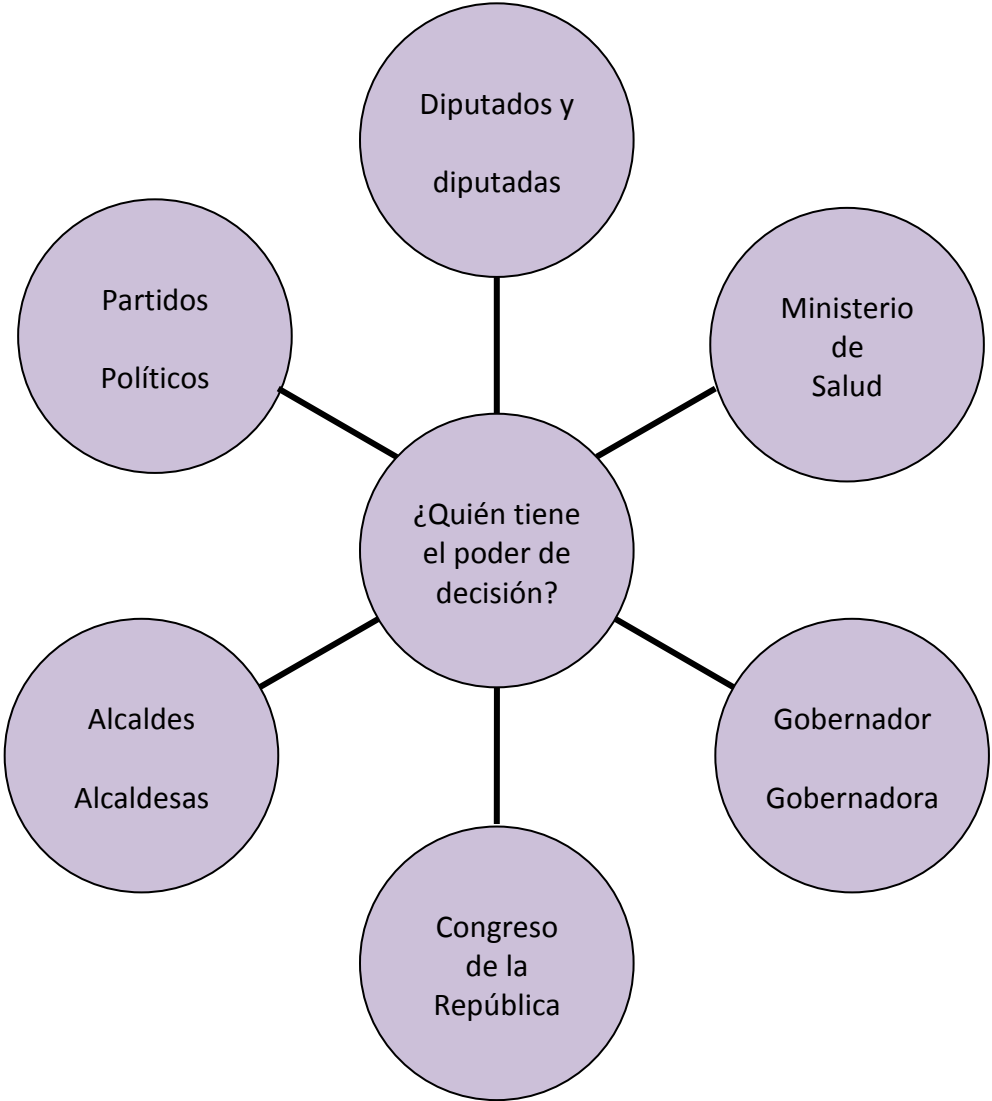 Diputados y
diputadas
Partidos
Políticos
Ministerio
de
Salud
¿Quién tiene
el poder de
decisión?
Alcaldes
Alcaldesas
Gobernador
Gobernadora
Congreso
de la
República